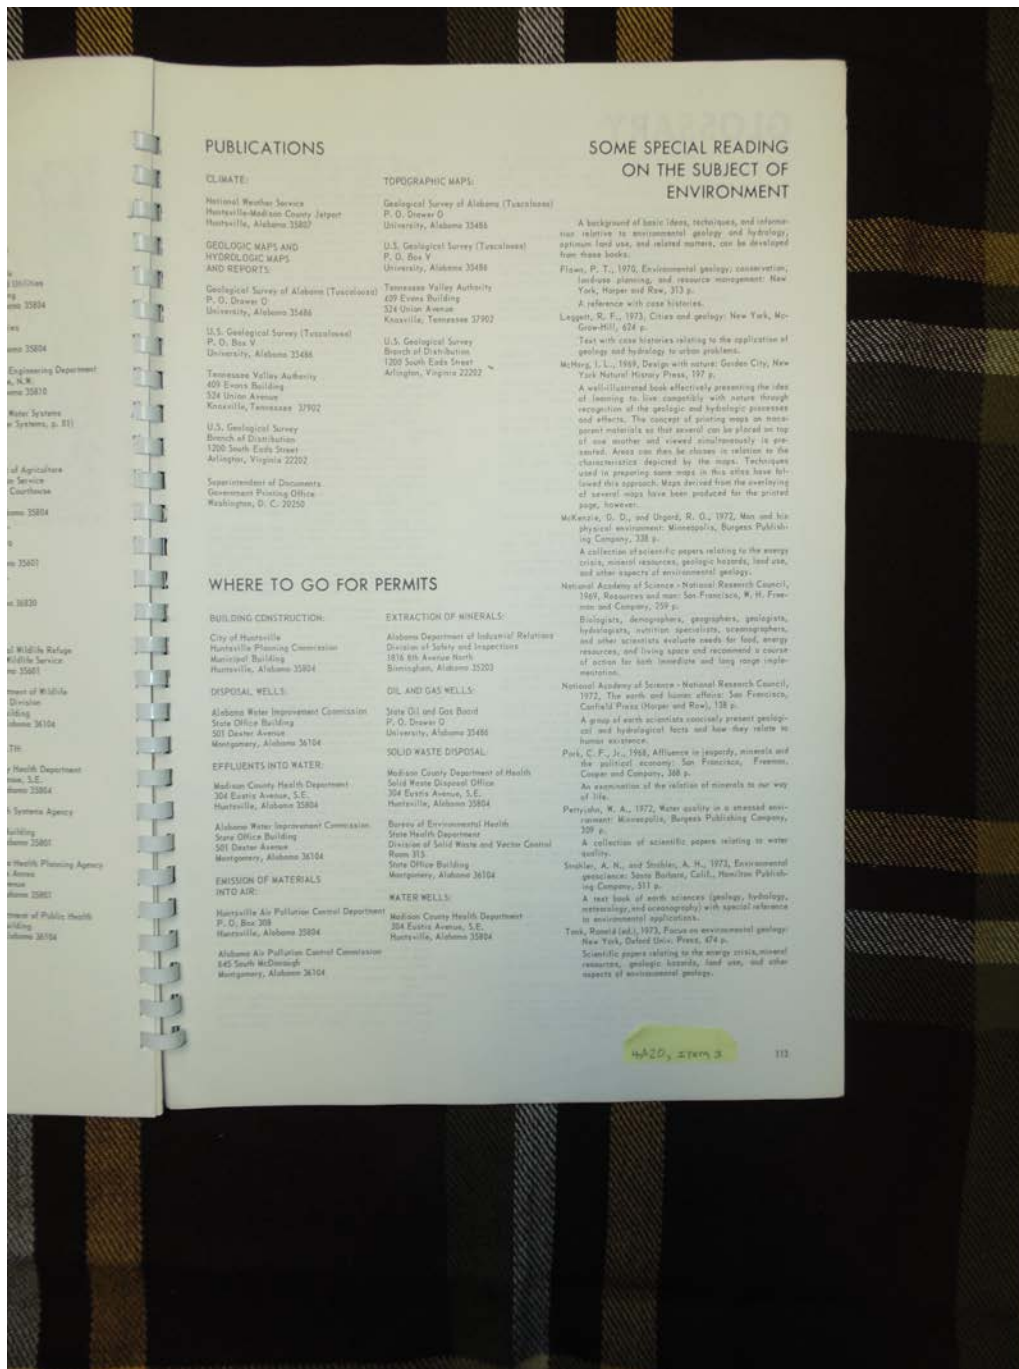 PUBLICATIONS
CLIMATE:
National Weather Service
Huntsville-Madison County Jetport
Huntsville, Alabama 35807
GEOLOGIC MAPS AND
HYDROLOGIC MAPS
AND REPORTS:
Geological Survey of Alabama (Tuscaloosa)
P. O. Drawer O
University, Alabama 35486
U.S. Geological Survey (Tuscaloosa)
P. O. Box V
University, Alabama 35486
Tennessee Valley Authority
409 Evans Building
524 Union Avenue
Knoxville, Tennessee 37902
U.S. Geological Survey
Branch of Distribution
1200 South Eads Street
Arlington, Virginia 22202
Superintendent of Documents
Government Printing Office
Washington, D. C. 20250
TOPOGRAPHIC MAPS:
Geological Survey of Alabama (Tuscaloosa)
P. O. Drawer O
University, Alabama 35486
U.S. Geological Survey (Tuscaloosa)
P. O. Box V
University, Alabama 35486
Tennessee Valley Authority
409 Evans Building
524 Union Avenue
Knoxville, Tennessee 37902
U.S. Geological Survey
Branch of Distribution
1200 South Eads Street
Arlington, Virginia 22202
WHERE TO GO FOR PERMITS
BUILDING CONSTRUCTION:
City of Huntsville
Huntsville Planning Commission
Municipal Building
Huntsville, Alabama 35804
DISPOSAL WELLS:
Alabama Water Improvement Commission
State Office Building
501 Dexter Avenue
Montgomery, Alabama 36104
EFFLUENTS INTO WATER:
Madison County Health Department
304 Eustis Avenue, S.E.
Huntsville, Alabama 35804
Alabama Water Improvement Commission
State Office Building
501 Dexter Avenue
Montgomery, Alabama 36104
EMISSION OF MATERIALS
INTO AIR:
Huntsville Air Pollution Control Department
P. O. Box 308
Huntsville, Alabama 35804
Alabama Air Pollution Control Commission
645 South McDonough
Montgomery, Alabama 36104
EXTRACTION OF MINERALS:
Alabama Department of Industrial Relations
Division of Safety and Inspections
1816 8th Avenue North
Birmingham, Alabama 35203
OIL AND GAS WELLS:
State Oil and Gas Board
P. O. Drawer O
University, Alabama 35486
SOLID WASTE DISPOSAL:
Madison County Department of Health
Solid Waste Disposal Office
304 Eustis Avenue, S.E.
Huntsville, Alabama 35804
Bureau of Environmental Health
State Health Department
Division of Solid Waste and Vector Control
Room 315
State Office Building
Montgomery, Alabama 36104
WATER WELLS:
Madison County Health Department
304 Eustis Avenue, S.E.
Huntsville, Alabama 35804
SOME SPECIAL READING
ON THE SUBJECT OF
ENVIRONMENT
A background of basic ideas, techniques, and informa-
tion relative to environmental geology and hydrology,
optimum land use, and related matters, can be developed
from these books.
Flawn, P. T., 1970, Environmental geology; conservation,
land-use planning, and resource management: New
York, Harper and Row, 313 p.
A reference with case histories.
Leggett, R. F., 1973, Cities and geology: New York, Mc-
Graw-Hill, 624 p.
Text with case histories relating to the application of
geology and hydrology to urban problems.
McHarg, I. L., 1969, Design with nature: Garden City, New
York Natural History Press, 197 p.
A well-illustrated book effectively presenting the idea
of learning to live compatibly with nature through
recognition of the geologic and hydrologic processes
and effects. The concept of printing maps on trans-
parent materials so that several can be placed on top
of one another and viewed simultaneously is pre-
sented. Areas can then be chosen in relation to the
characteristics depicted by the maps. Techniques
used in preparing some maps in this atlas have fol-
lowed this approach. Maps derived from the overlaying
of several maps have been produced for the printed
page, however.
McKenzie, G. D., and Utgard, R. O., 1972, Man and his
physical environment: Minneapolis, Burgess Publish-
ing Company, 338 p.
A collection of scientific papers relating to the energy
crisis, mineral resources, geologic hazards, land use,
and other aspects of environmental geology.
National Academy of Science - National Research Council,
1969, Resources and man: San Francisco, W. H. Free-
man and Company, 259 p.
Biologists, demographers, geographers, geologists,
hydrologists, nutrition specialists, oceanographers,
and other scientists evaluate needs for food, energy
resources, and living space and recommend a course
of action for both immediate and long range imple-
mentation.
National Academy of Science - National Research Council,
1972, The earth and human affairs: San Francisco,
Canfield Press (Harper and Row), 138 p.
A group of earth scientists concisely present geologi-
cal and hydrological facts and how they relate to
human existence.
Park, C. F., Jr., 1968, Affluence in jeopardy, minerals and
the political economy: San Francisco, Freeman,
Cooper and Company, 368 p.
An examination of the relation of minerals to our way
of life.
Pettyjohn, W. A., 1972, Water quality in a stressed envi-
ronment: Minneapolis, Burgess Publishing Company,
309 p.
A collection of scientific papers relating to water
quality.
Strahler, A. N., and Strahler, A. H., 1973, Environmental
geoscience: Santa Barbara, Calif., Hamilton Publish-
ing Company, 511 p.
A text book of earth sciences (geology, hydrology,
meteorology, and oceanography) with special reference
to environmental applications.
Tank, Ronald (ed.), 1973, Focus on environmental geology:
New York, Oxford Univ. Press, 474 p.
Scientific papers relating to the energy crisis, mineral
resources, geologic hazards, land use, and other
aspects of environmental geology.
113